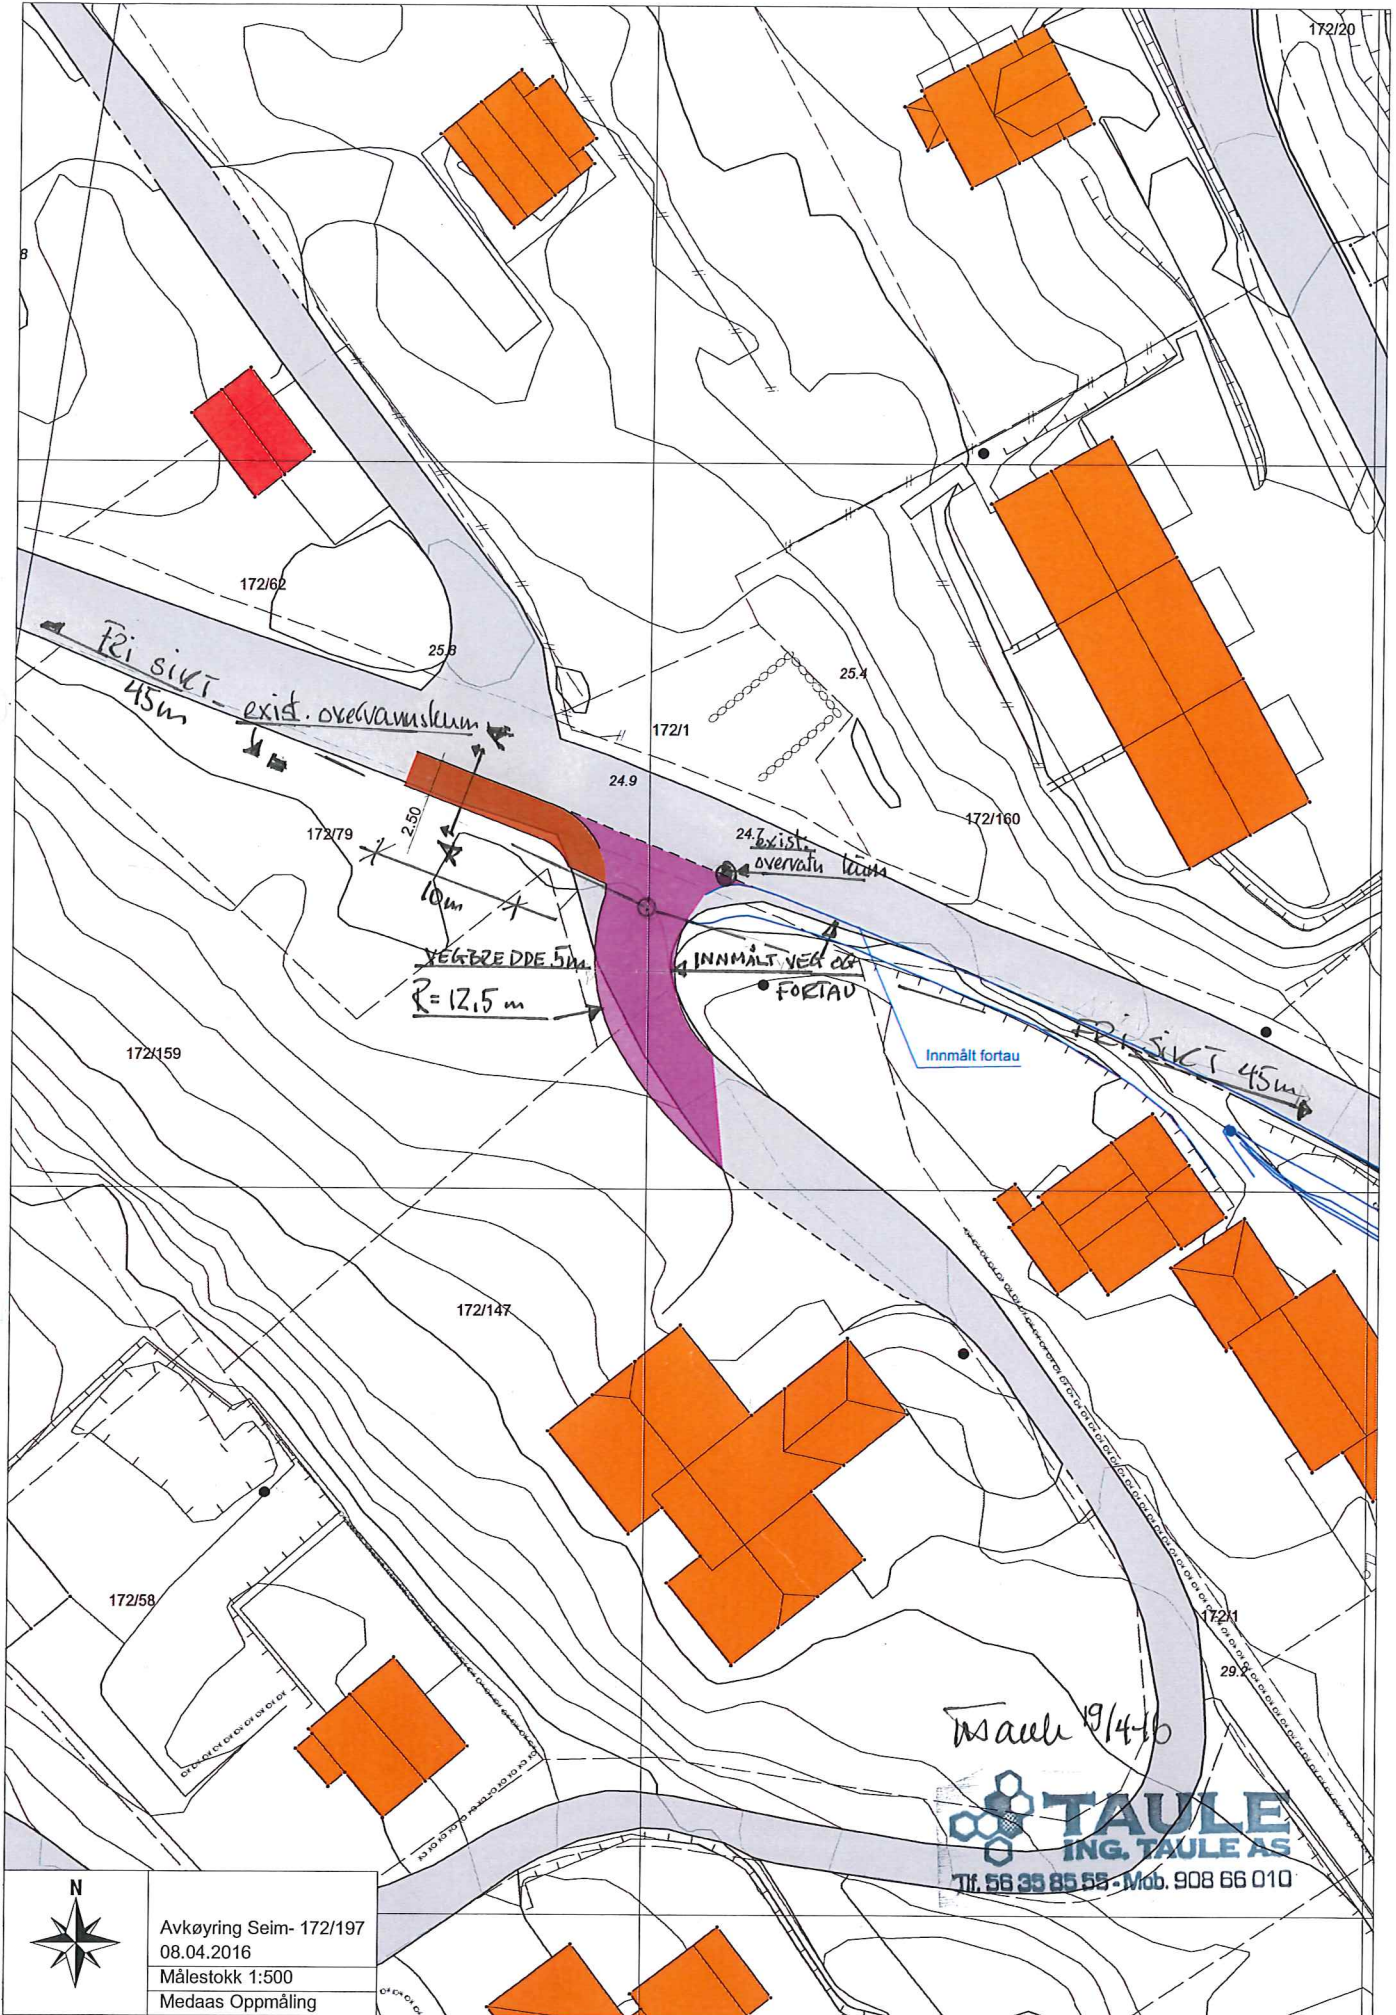 172/20
8
172/62
25.8
FRI SIKT
45m
exist. overvannskum
25.4
172/1
24.9
172/160
24.7
exist.
overvatn kum
2.50
172/79
10m
VEGBREDDE 5m
R=12,5 m
INNMÅLT VEG OG
FORTAU
Innmålt fortau
FRI SIKT 45m
172/159
172/147
172/58
172/1
29.2
19/4-16
TAULE
ING. TAULE AS
Tlf. 56 35 85 55 - Mob. 908 66 010
N
Avkøyring Seim- 172/197
08.04.2016
Målestokk 1:500
Medaas Oppmåling